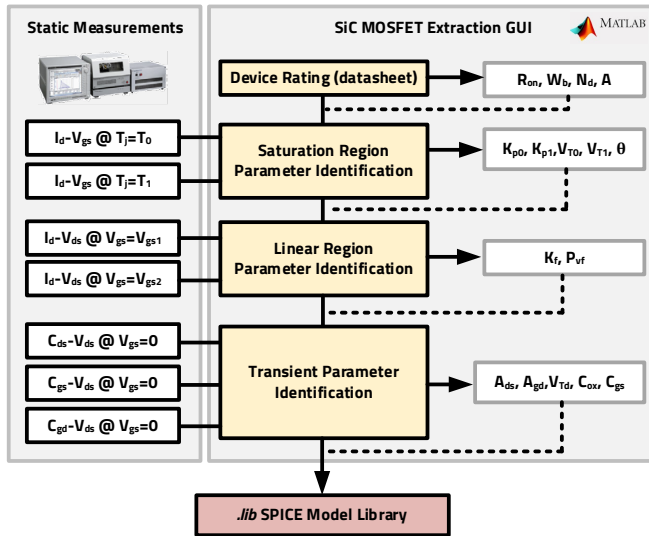 Static Measurements
SiC MOSFET Extraction GUI
MATLAB
Device Rating (datasheet)
Ron, Wb, Nd, A
Id-Vgs @ Tj=T0
Id-Vgs @ Tj=T1
Saturation Region
Parameter Identification
Kp0, Kp1,VT0, VT1, θ
Id-Vds @ Vgs=Vgs1
Id-Vds @ Vgs=Vgs2
Linear Region
Parameter Identification
Kf, Pvf
Cds-Vds @ Vgs=0
Cgs-Vds @ Vgs=0
Cgd-Vds @ Vgs=0
Transient Parameter
Identification
Ads, Agd,VTd, Cox, Cgs
.lib SPICE Model Library